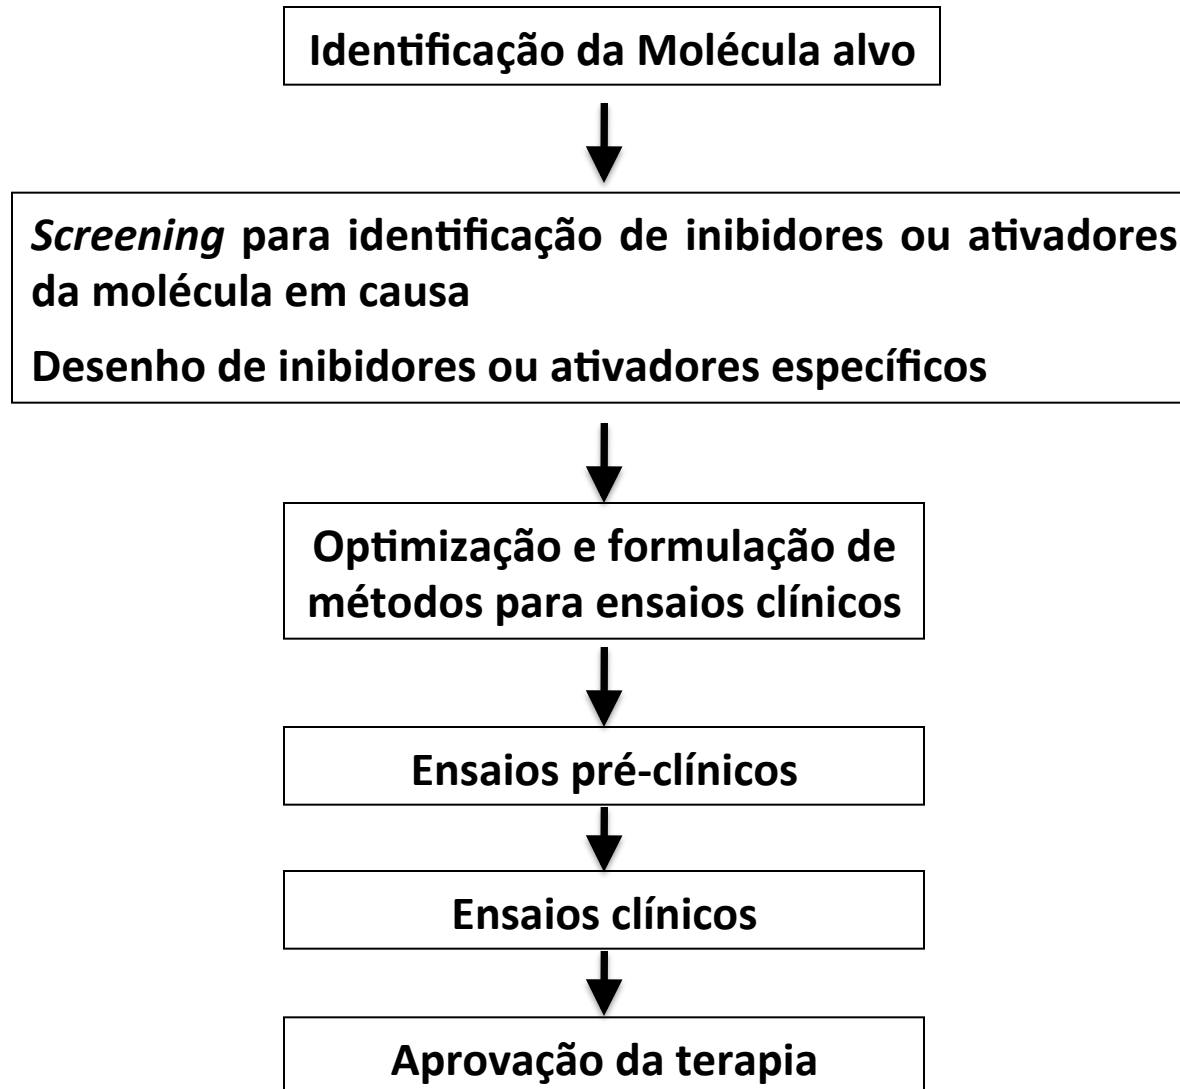 Identificação da Molécula alvo
Screening para identificação de inibidores ou ativadores
da molécula em causa
Desenho de inibidores ou ativadores específicos
Optimização e formulação de
métodos para ensaios clínicos
Ensaios pré-clínicos
Ensaios clínicos
Aprovação da terapia